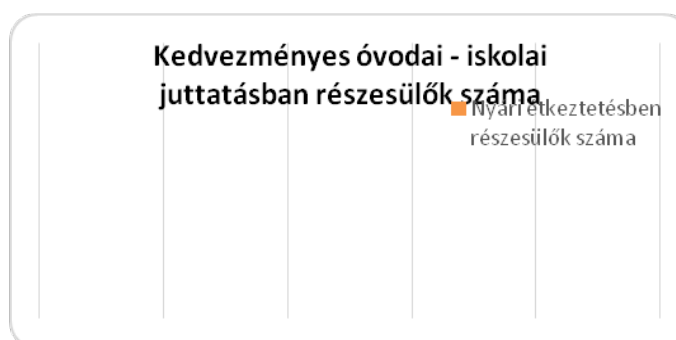 Kedvezményes óvodai - iskolai
juttatásban részesülők száma
Nyári étkeztetésben
részesülők száma